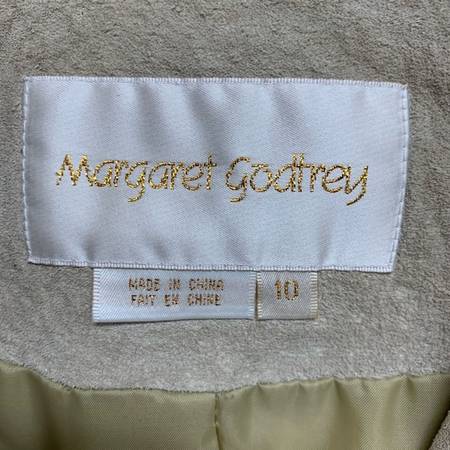 Margaret Godfrey
MADE IN CHINA
FAIT EN CHINE
10